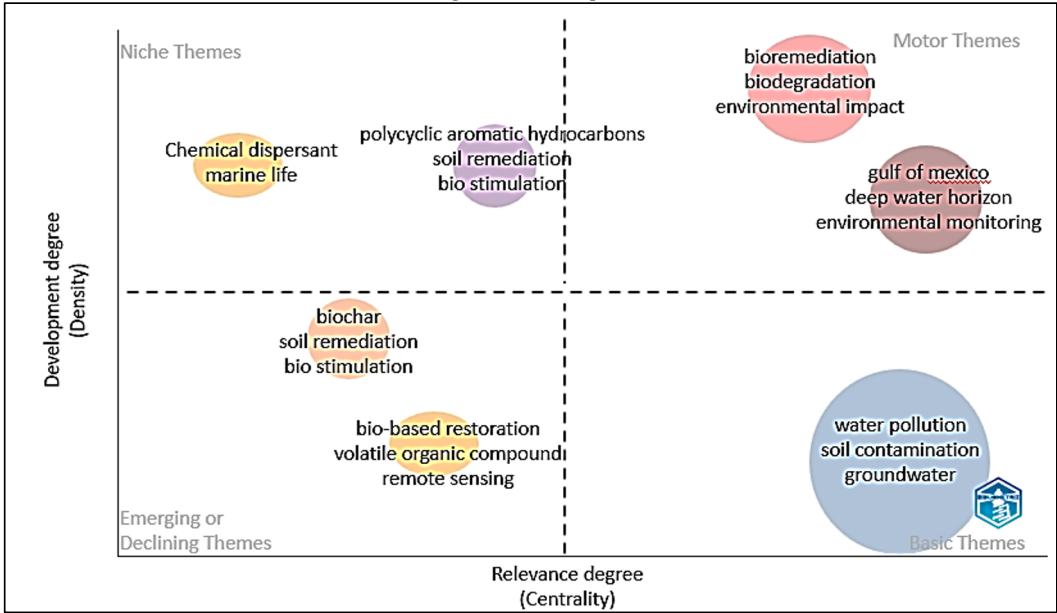 Niche Themes
Motor Themes
bioremediation
biodegradation
environmental impact
Chemical dispersant
marine life
polycyclic aromatic hydrocarbons
soil remediation
bio stimulation
gulf of mexico
deep water horizon
environmental monitoring
Development degree
(Density)
biochar
soil remediation
bio stimulation
bio-based restoration
volatile organic compound
remote sensing
water pollution
soil contamination
groundwater
Emerging or
Declining Themes
Basic Themes
Relevance degree
(Centrality)